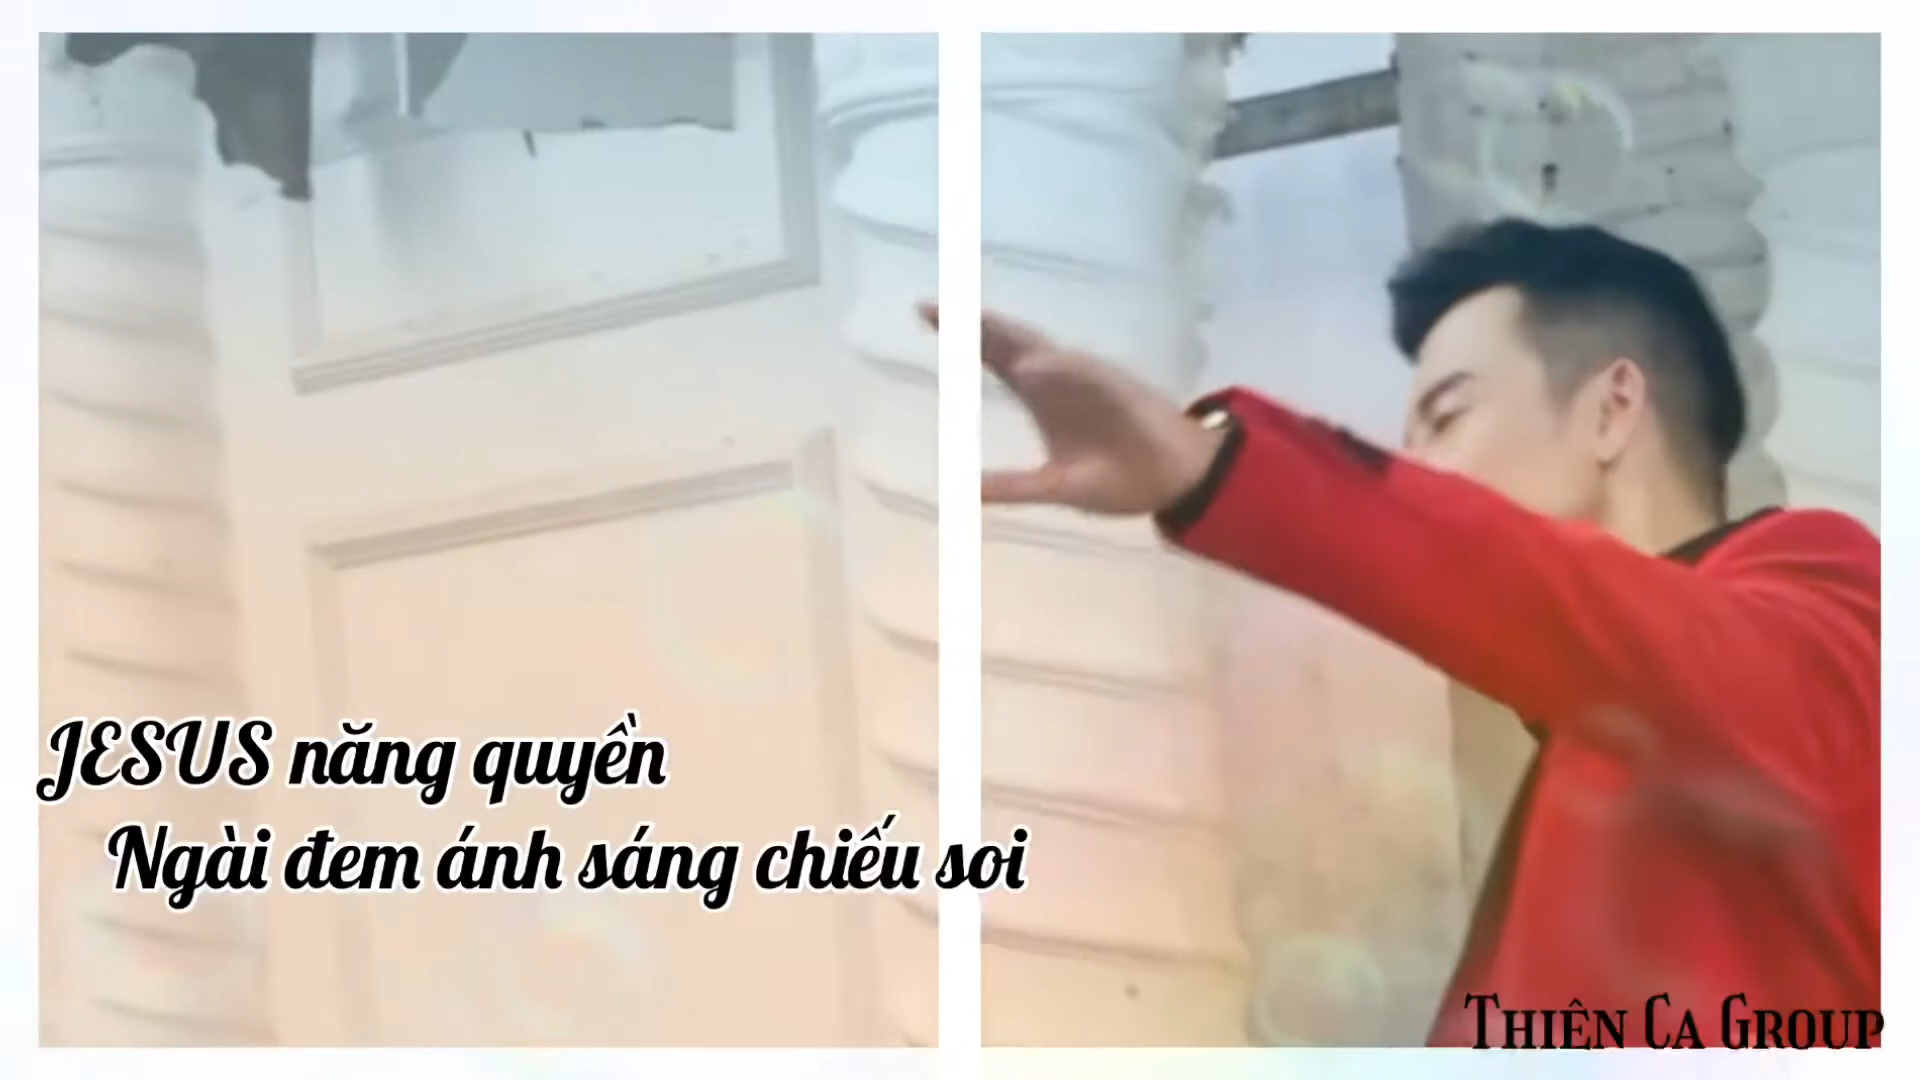 JESUS năng quyền
Ngài đem ánh sáng chiếu soi
THIÊN CA GROUP